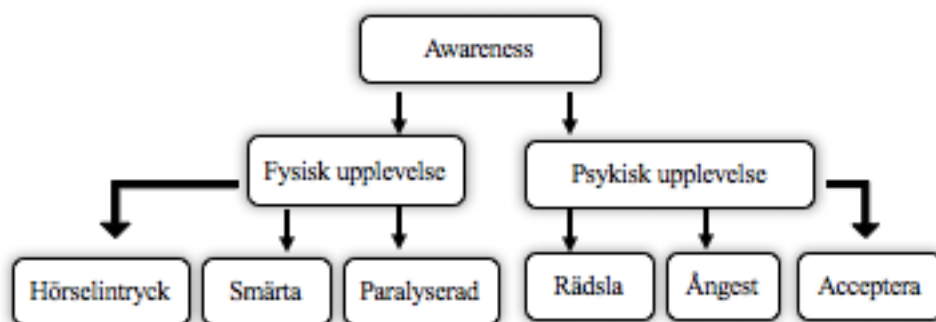 Awareness
Fysisk upplevelse
Psykisk upplevelse
Hörselintryck
Smärta
Paralyserad
Rädsla
Ångest
Acceptera